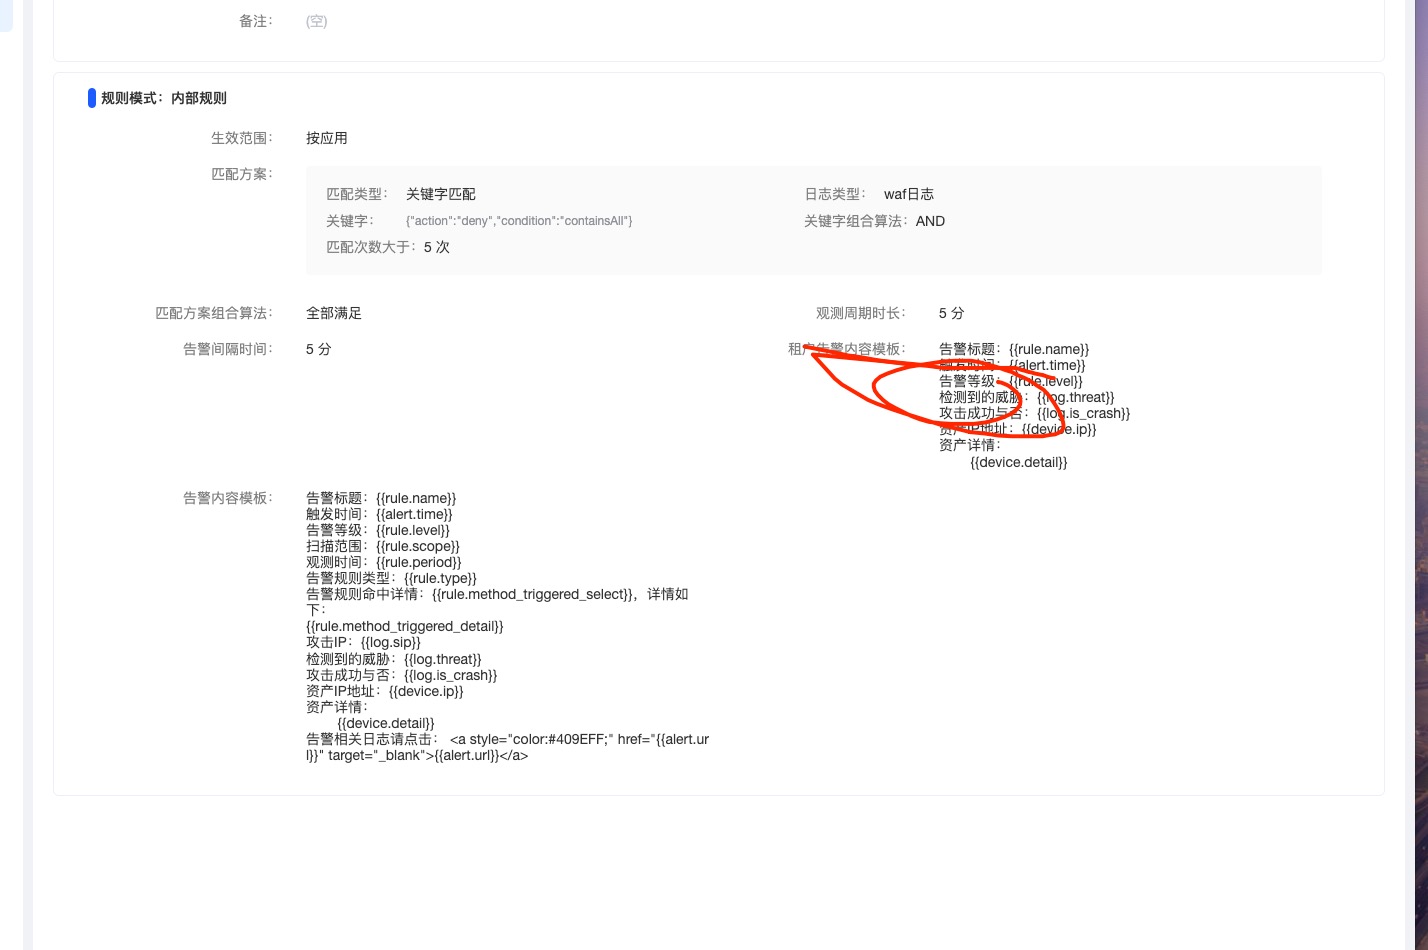 备注： (空)
规则模式：内部规则
生效范围： 按应用
匹配方案：
匹配类型： 关键字匹配 日志类型： waf日志
关键字： {"action":"deny","condition":"containsAll"} 关键字组合算法：AND
匹配次数大于：5 次
匹配方案组合算法： 全部满足 观测周期时长： 5 分
告警间隔时间： 5 分
租户告警内容模板： 告警标题：{{rule.name}}
触发时间：{{alert.time}}
告警等级：{{rule.level}}
检测到的威胁：{{log.threat}}
攻击成功与否：{{log.is_crash}}
资产IP地址：{{device.ip}}
资产详情：
{{device.detail}}
告警内容模板： 告警标题：{{rule.name}}
触发时间：{{alert.time}}
告警等级：{{rule.level}}
扫描范围：{{rule.scope}}
观测时间：{{rule.period}}
告警规则类型：{{rule.type}}
告警规则命中详情：{{rule.method_triggered_select}}，详情如
下：
{{rule.method_triggered_detail}}
攻击IP：{{log.sip}}
检测到的威胁：{{log.threat}}
攻击成功与否：{{log.is_crash}}
资产IP地址：{{device.ip}}
资产详情：
{{device.detail}}
告警相关日志请点击： <a style="color:#409EFF;" href="{{alert.ur
l}}" target="_blank">{{alert.url}}</a>